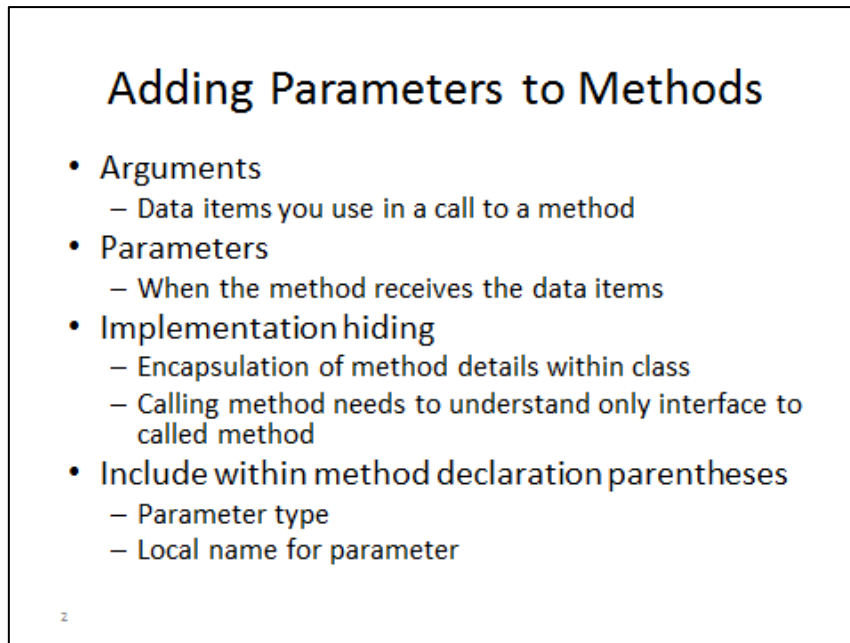 Adding Parameters to Methods
• Arguments
– Data items you use in a call to a method
• Parameters
– When the method receives the data items
• Implementation hiding
– Encapsulation of method details within class
– Calling method needs to understand only interface to
called method
• Include within method declaration parentheses
– Parameter type
– Local name for parameter
2